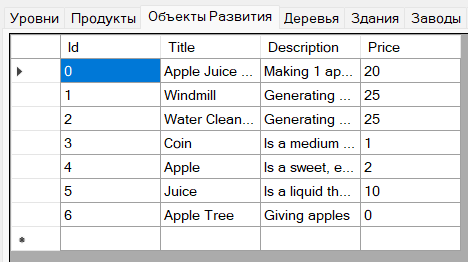 Уровни Продукты Объекты Развития Деревья Здания Заводы
Id Title Description Price
0 Apple Juice ... Making 1 ap... 20
1 Windmill Generating ... 25
2 Water Clean... Generating ... 25
3 Coin Is a medium ... 1
4 Apple Is a sweet, e... 2
5 Juice Is a liquid th... 10
6 Apple Tree Giving apples 0